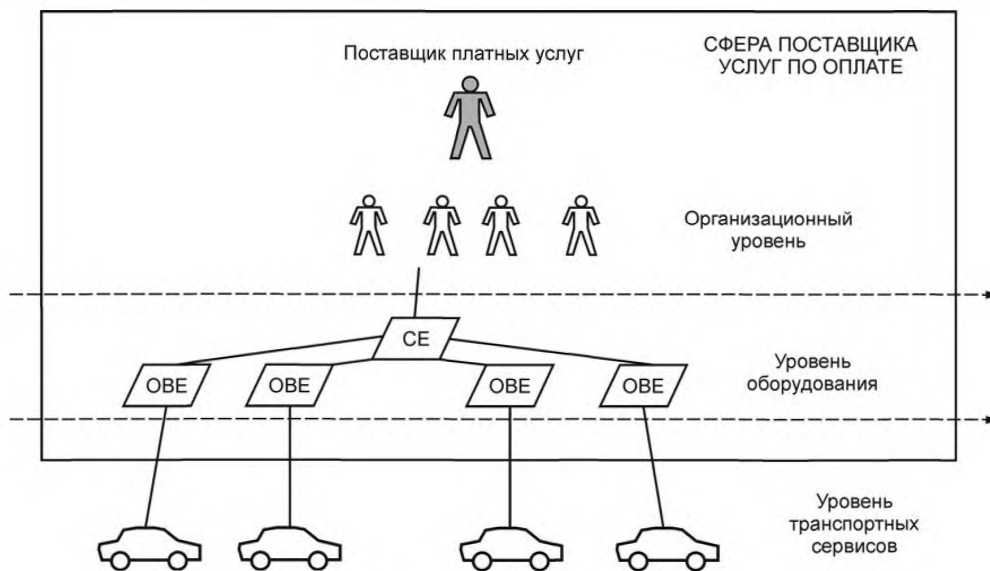 СФЕРА ПОСТАВЩИКА
УСЛУГ ПО ОПЛАТЕ
Поставщик платных услуг
Организационный
уровень
CE
OBE
OBE
OBE
OBE
Уровень
оборудования
Уровень
транспортных
сервисов